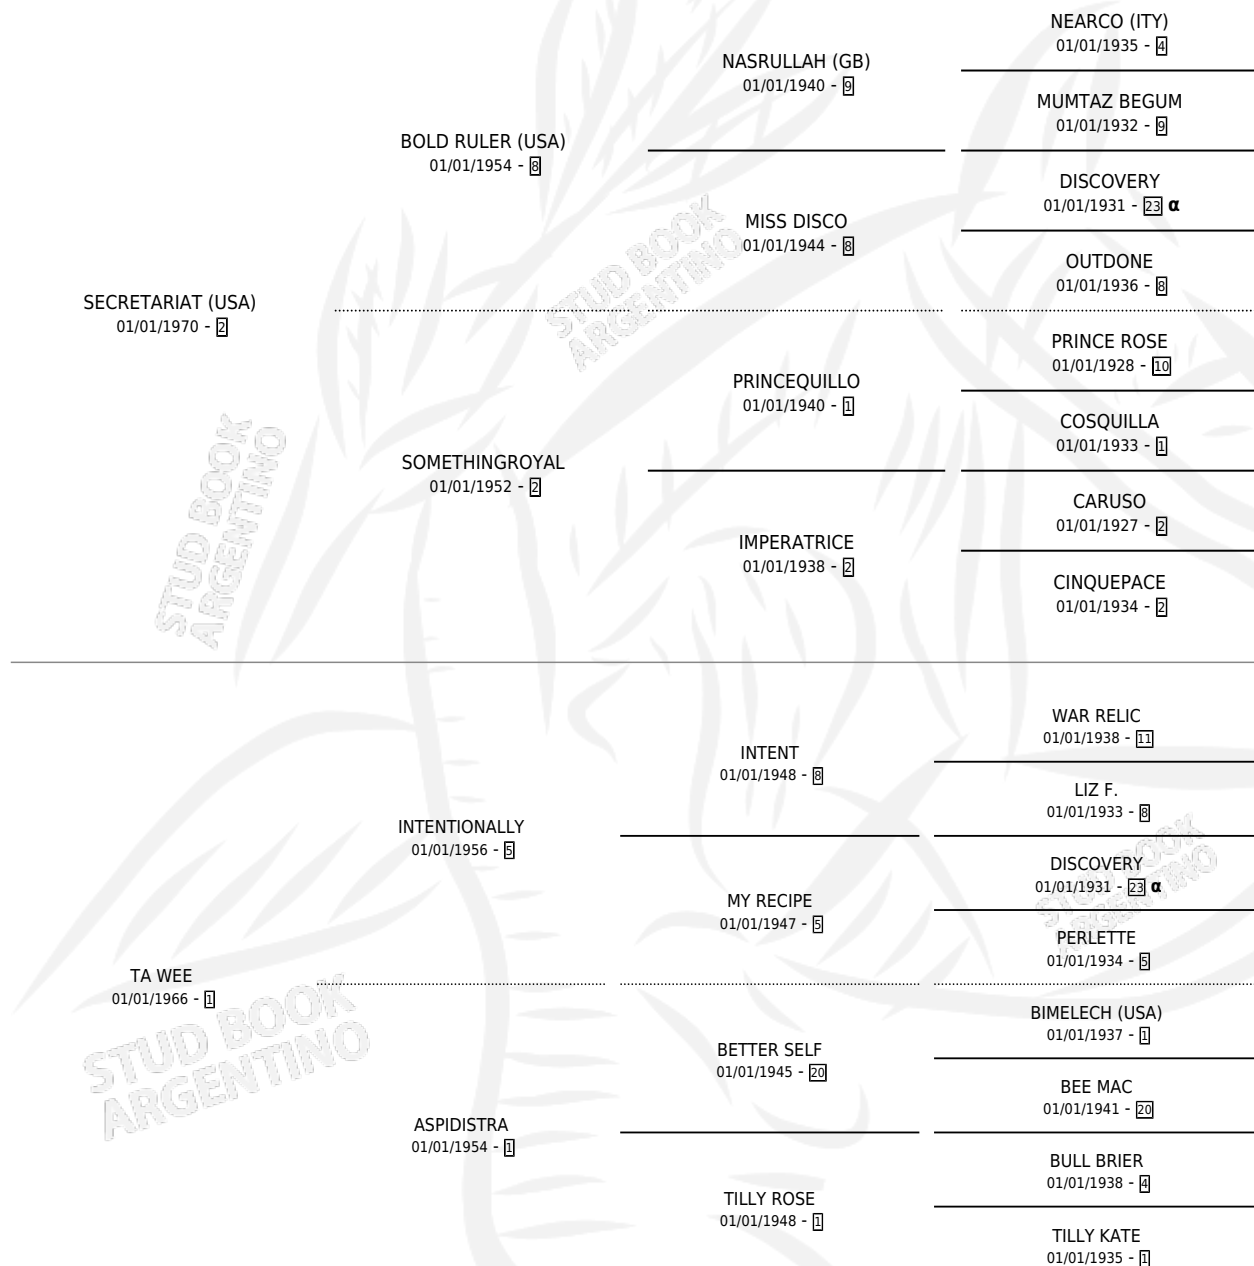 NEARCO (ITY)
01/01/1935 - 4
NASRULLAH (GB)
01/01/1940 - 9
MUMTAZ BEGUM
01/01/1932 - 9
BOLD RULER (USA)
01/01/1954 - 8
DISCOVERY
01/01/1931 - 23 α
MISS DISCO
01/01/1944 - 8
OUTDONE
01/01/1936 - 8
SECRETARIAT (USA)
01/01/1970 - 2
STUD BOOK
ARGENTINO
PRINCE ROSE
01/01/1928 - 10
PRINCEQUILLO
01/01/1940 - 1
COSQUILLA
01/01/1933 - 1
SOMETHINGROYAL
01/01/1952 - 2
CARUSO
01/01/1927 - 2
IMPERATRICE
01/01/1938 - 2
CINQUEPACE
01/01/1934 - 2
STUD BOOK
ARGENTINO
WAR RELIC
01/01/1938 - 11
INTENT
01/01/1948 - 8
LIZ F.
01/01/1933 - 8
INTENTIONALLY
01/01/1956 - 5
DISCOVERY
01/01/1931 - 23 α
MY RECIPE
01/01/1947 - 5
PERLETTE
01/01/1934 - 5
STUD BOOK
ARGENTINO
TA WEE
01/01/1966 - 1
BIMELECH (USA)
01/01/1937 - 1
BETTER SELF
01/01/1945 - 20
BEE MAC
01/01/1941 - 20
STUD BOOK
ARGENTINO
ASPIDISTRA
01/01/1954 - 1
BULL BRIER
01/01/1938 - 4
TILLY ROSE
01/01/1948 - 1
TILLY KATE
01/01/1935 - 1